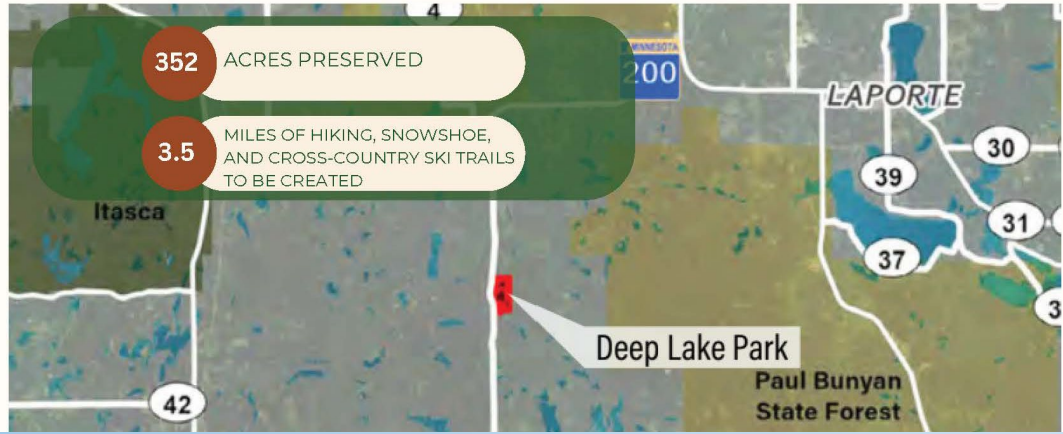 4
352 ACRES PRESERVED
MINNESOTA
200
LAPORTE
3.5 MILES OF HIKING, SNOWSHOE,
AND CROSS-COUNTRY SKI TRAILS
TO BE CREATED
30
39
Itasca
31
37
3
Deep Lake Park
Paul Bunyan
State Forest
42